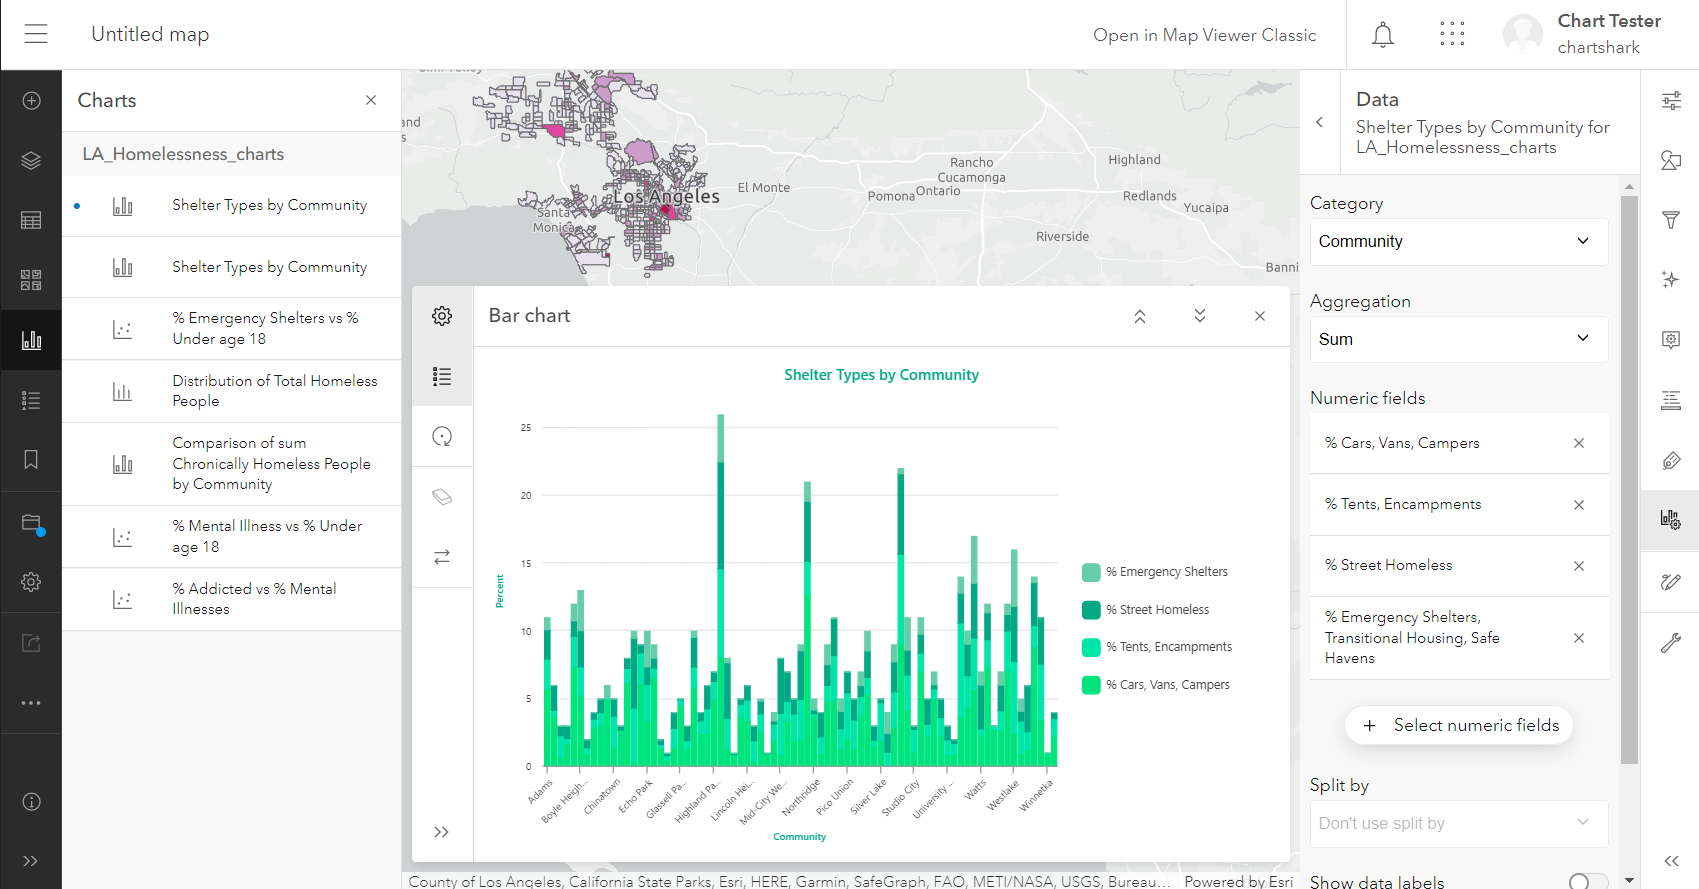 Untitled map
Open in Map Viewer Classic
Chart Tester
chartshark
Charts
LA_Homelessness_charts
Shelter Types by Community
Shelter Types by Community
% Emergency Shelters vs %
Under age 18
Distribution of Total Homeless
People
Comparison of sum
Chronically Homeless People
by Community
% Mental Illness vs % Under
age 18
% Addicted vs % Mental
Illnesses
Los Angeles
Santa
Monica
El Monte
Pomona
Ontario
Rancho
Cucamonga
Highland
Redlands
Yucaipa
Riverside
Banni
Bar chart
Shelter Types by Community
Percent
25
20
15
10
5
0
Adams
Boyle Heigh...
Chinatown
Echo Park
Glassell Pa...
Highland Pa...
Lincoln Hei...
Mid-City We...
Northridge
Pico Union
Silver Lake
Studio City
University ...
Watts
Westlake
Winnetka
Community
% Emergency Shelters
% Street Homeless
% Tents, Encampments
% Cars, Vans, Campers
County of Los Angeles, California State Parks, Esri, HERE, Garmin, SafeGraph, FAO, METI/NASA, USGS, Bureau... Powered by Esri
Data
Shelter Types by Community for
LA_Homelessness_charts
Category
Community
Aggregation
Sum
Numeric fields
% Cars, Vans, Campers
% Tents, Encampments
% Street Homeless
% Emergency Shelters,
Transitional Housing, Safe
Havens
+ Select numeric fields
Split by
Don't use split by
Show data labels